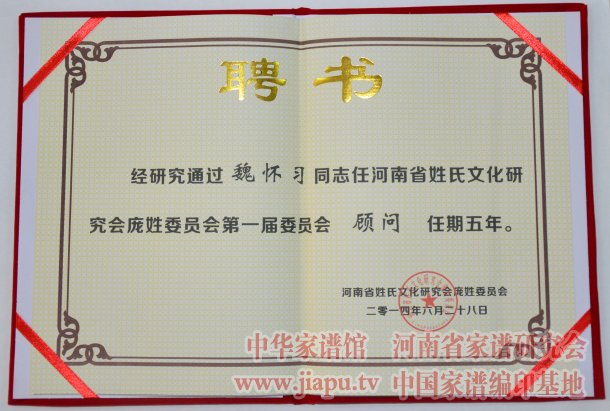 聘书
经研究通过 魏怀习 同志任河南省姓氏文化研
究会庞姓委员会第一届委员会 顾问 任期五年。
河南省姓氏文化研究会庞姓委员会
二零一四年六月二十八日
中华家谱馆 河南省家谱研究会
www.jiapu.tv 中国家谱编印基地